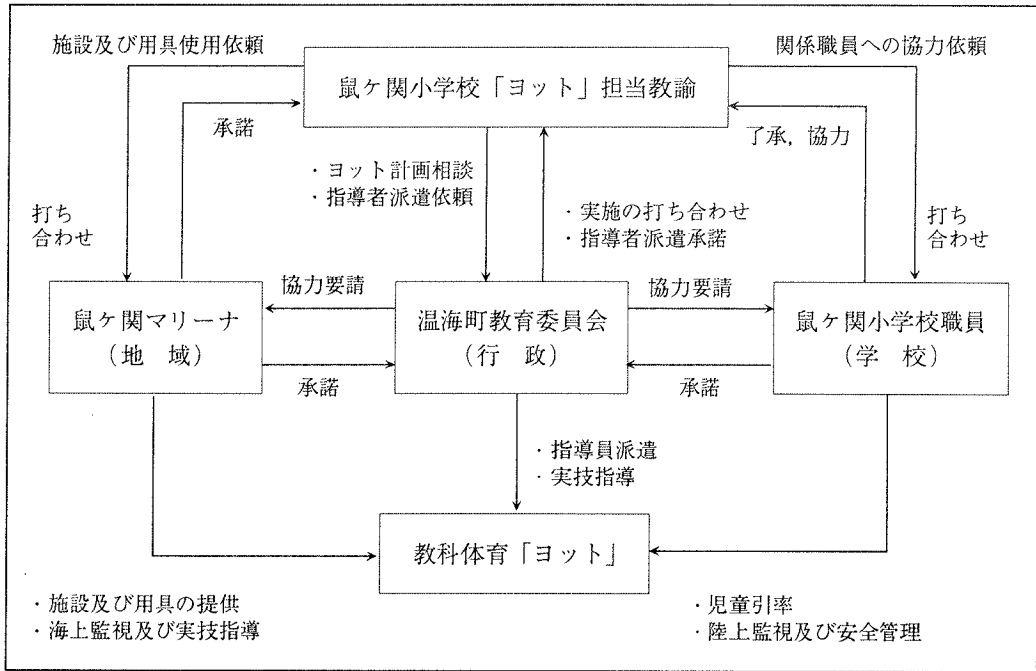 施設及び用具使用依頼
関係職員への協力依頼
鼠ケ関小学校「ヨット」担当教諭
承諾
了承，協力
・ヨット計画相談
・指導者派遣依頼
・実施の打ち合わせ
・指導者派遣承諾
打ち
合わせ
打ち
合わせ
協力要請
協力要請
鼠ケ関マリーナ
（地　域）
温海町教育委員会
（行　政）
鼠ケ関小学校職員
（学　校）
承諾
承諾
・指導員派遣
・実技指導
教科体育「ヨット」
・施設及び用具の提供
・海上監視及び実技指導
・児童引率
・陸上監視及び安全管理